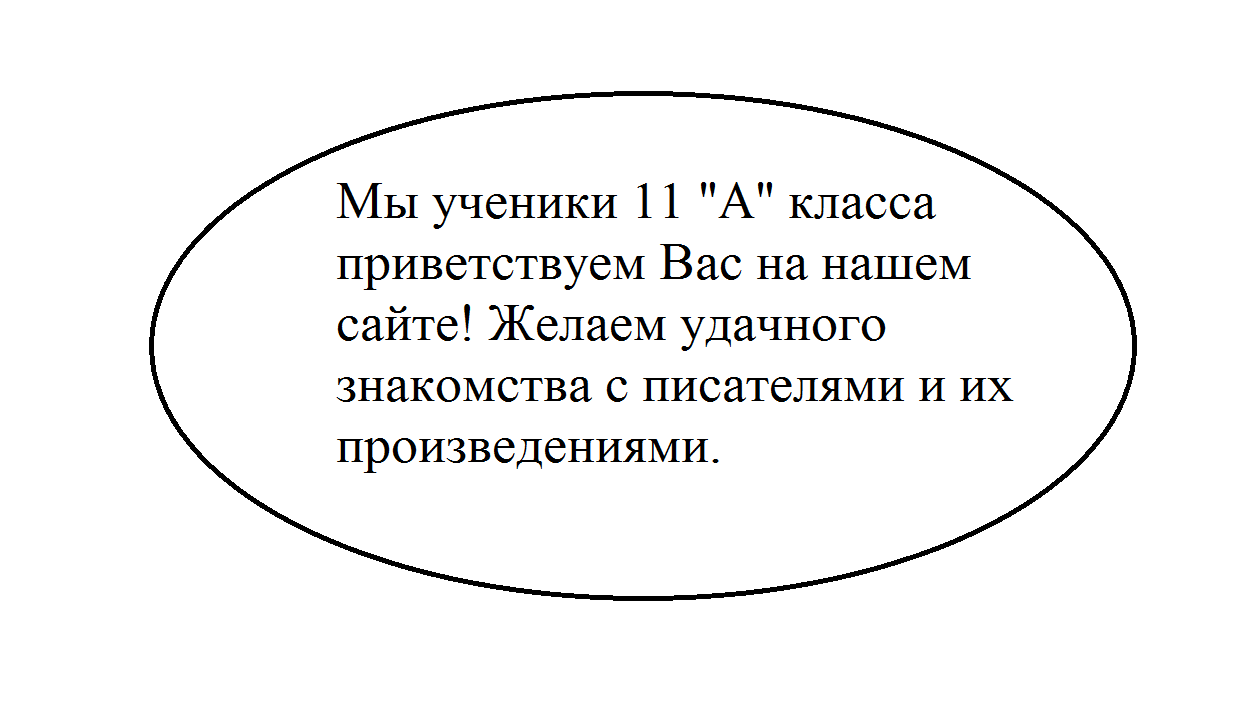 Мы ученики 11 "А" класса
приветствуем Вас на нашем
сайте! Желаем удачного
знакомства с писателями и их
произведениями.